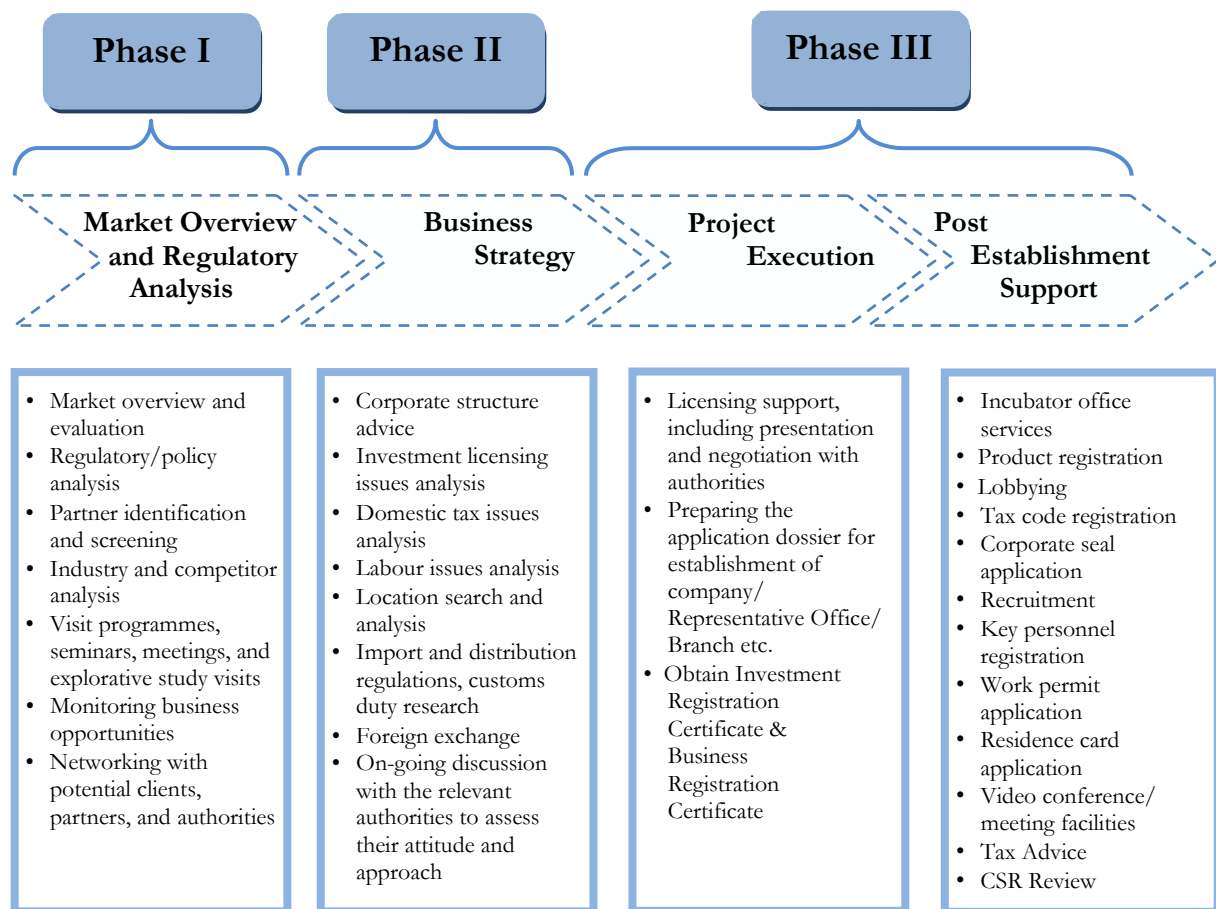 Phase I
Phase II
Phase III
Market Overview
and Regulatory
Analysis
Business
Strategy
Project
Execution
Post
Establishment
Support
• Market overview and
evaluation
• Regulatory/policy
analysis
• Partner identification
and screening
• Industry and competitor
analysis
• Visit programmes,
seminars, meetings, and
explorative study visits
• Monitoring business
opportunities
• Networking with
potential clients,
partners, and authorities
• Corporate structure
advice
• Investment licensing
issues analysis
• Domestic tax issues
analysis
• Labour issues analysis
• Location search and
analysis
• Import and distribution
regulations, customs
duty research
• Foreign exchange
• On-going discussion
with the relevant
authorities to assess
their attitude and
approach
• Licensing support,
including presentation
and negotiation with
authorities
• Preparing the
application dossier for
establishment of
company/
Representative Office/
Branch etc.
• Obtain Investment
Registration
Certificate &
Business
Registration
Certificate
• Incubator office
services
• Product registration
• Lobbying
• Tax code registration
• Corporate seal
application
• Recruitment
• Key personnel
registration
• Work permit
application
• Residence card
application
• Video conference/
meeting facilities
• Tax Advice
• CSR Review